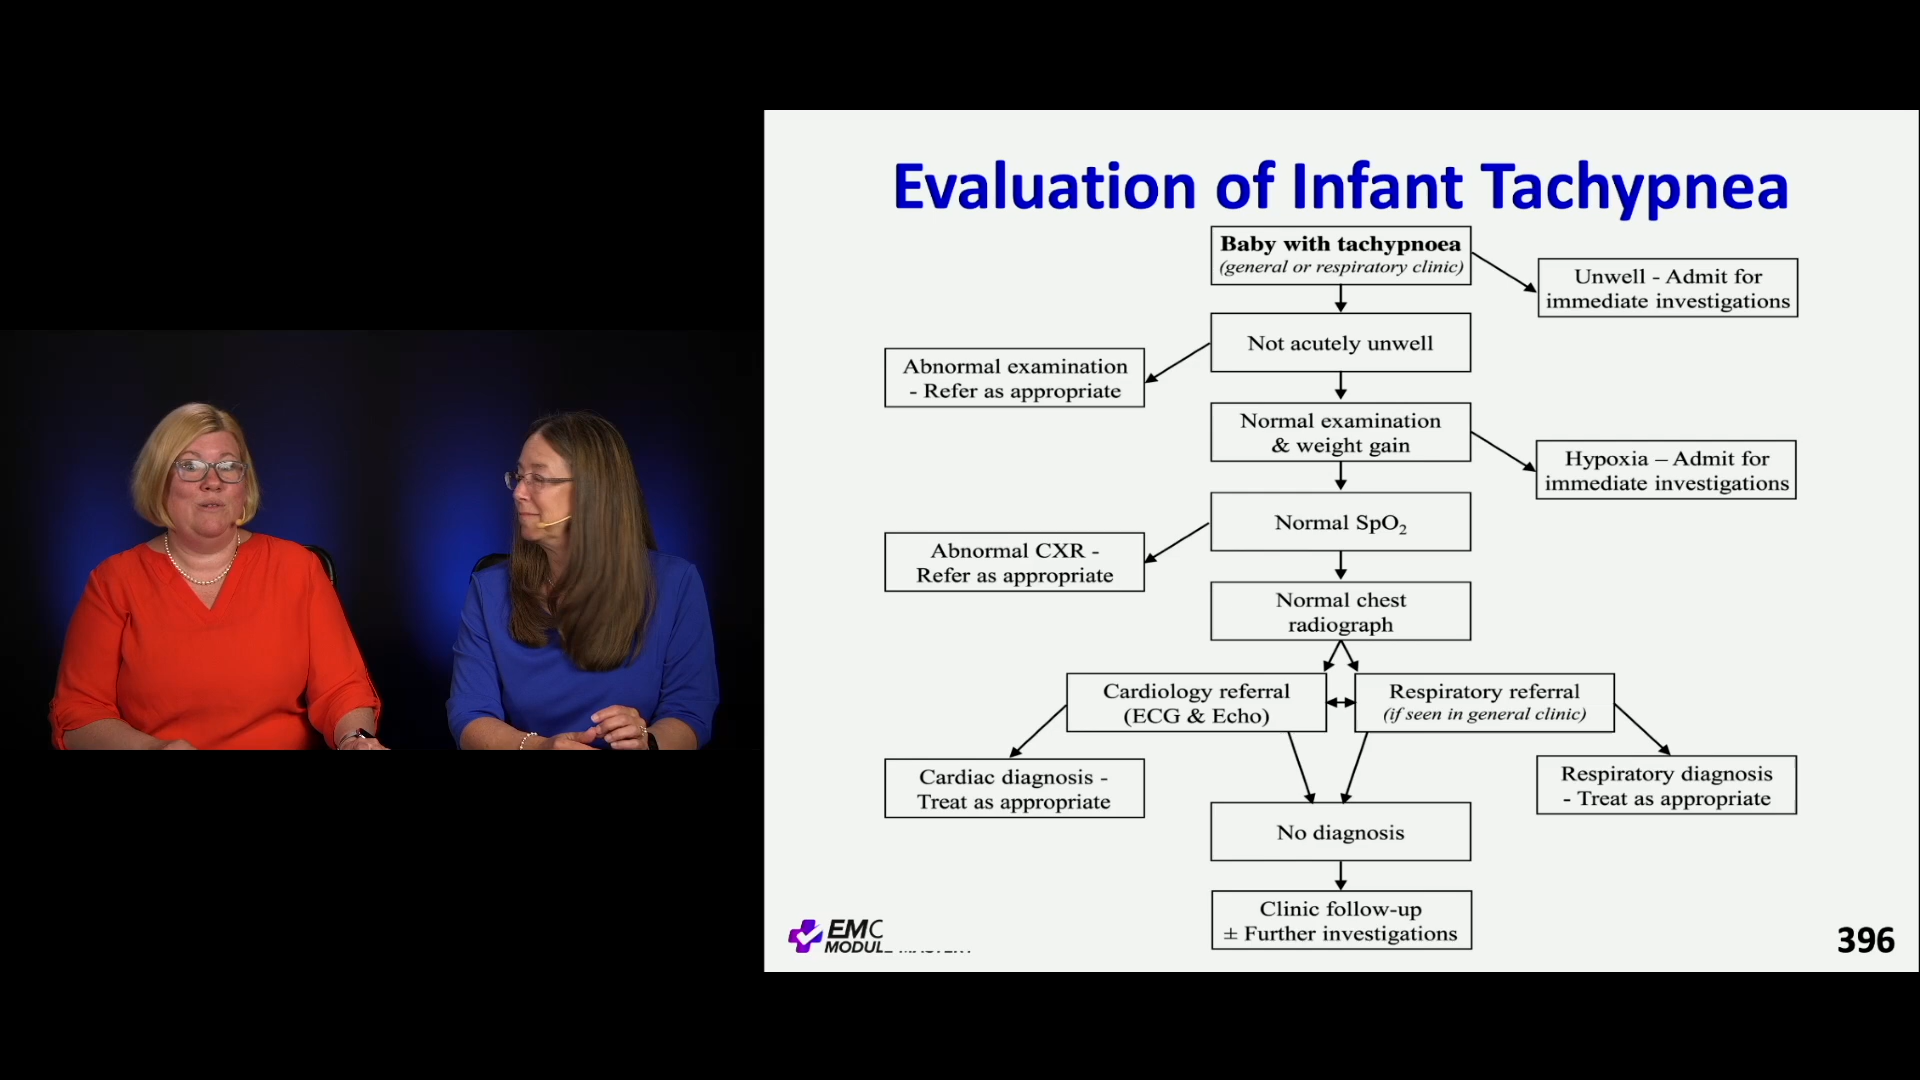 Evaluation of Infant Tachypnea
Baby with tachypnoea
(general or respiratory clinic)
Unwell - Admit for
immediate investigations
Not acutely unwell
Abnormal examination
- Refer as appropriate
Normal examination
& weight gain
Hypoxia – Admit for
immediate investigations
Normal SpO₂
Abnormal CXR -
Refer as appropriate
Normal chest
radiograph
Cardiology referral
(ECG & Echo)
Respiratory referral
(if seen in general clinic)
Cardiac diagnosis -
Treat as appropriate
Respiratory diagnosis
- Treat as appropriate
No diagnosis
Clinic follow-up
± Further investigations
EMC
MODULE
396